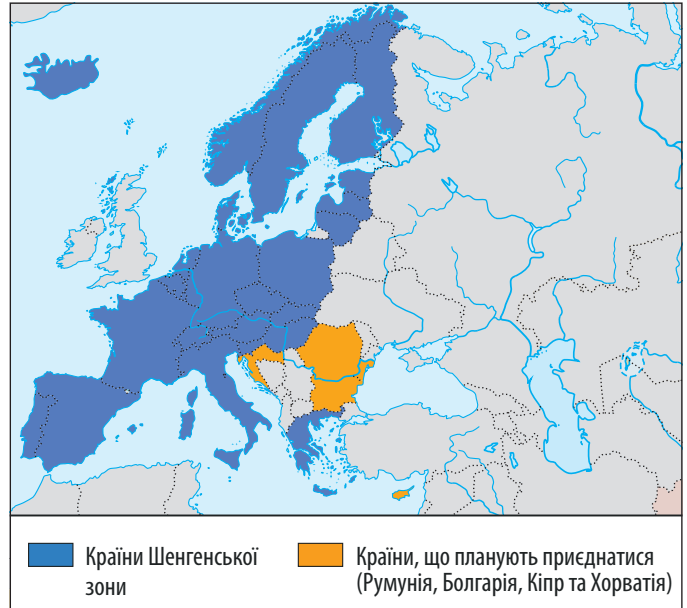 Країни Шенгенської
зони
Країни, що планують приєднатися
(Румунія, Болгарія, Кіпр та Хорватія)